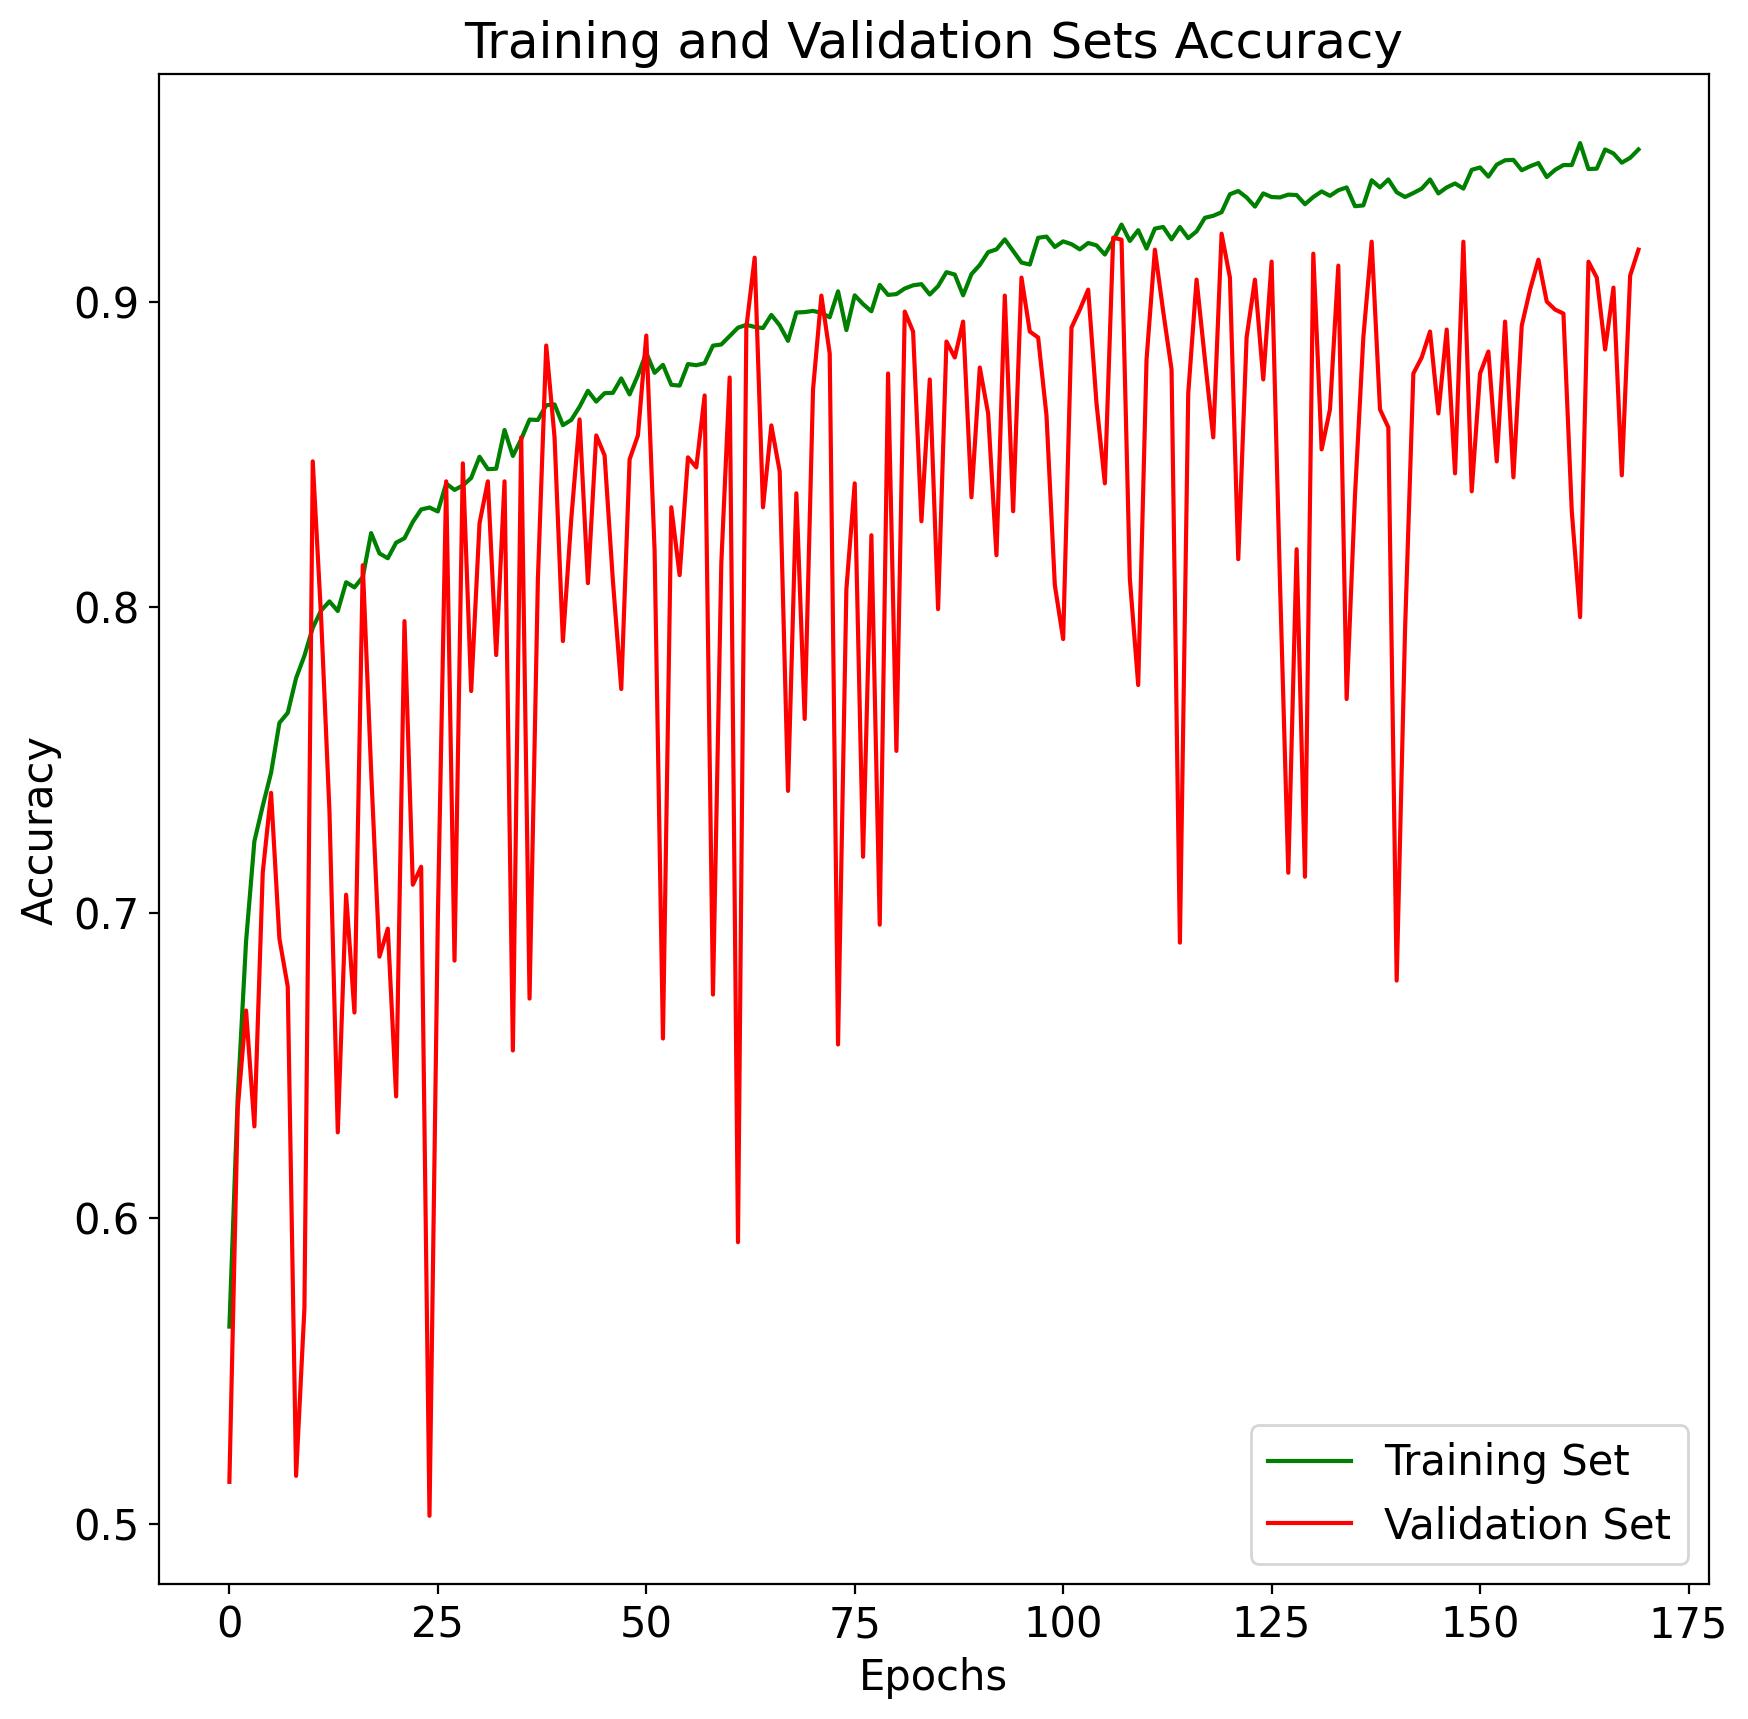 Training and Validation Sets Accuracy
Accuracy
0.9
0.8
0.7
0.6
0.5
Training Set
Validation Set
0 25 50 75 100 125 150 175
Epochs